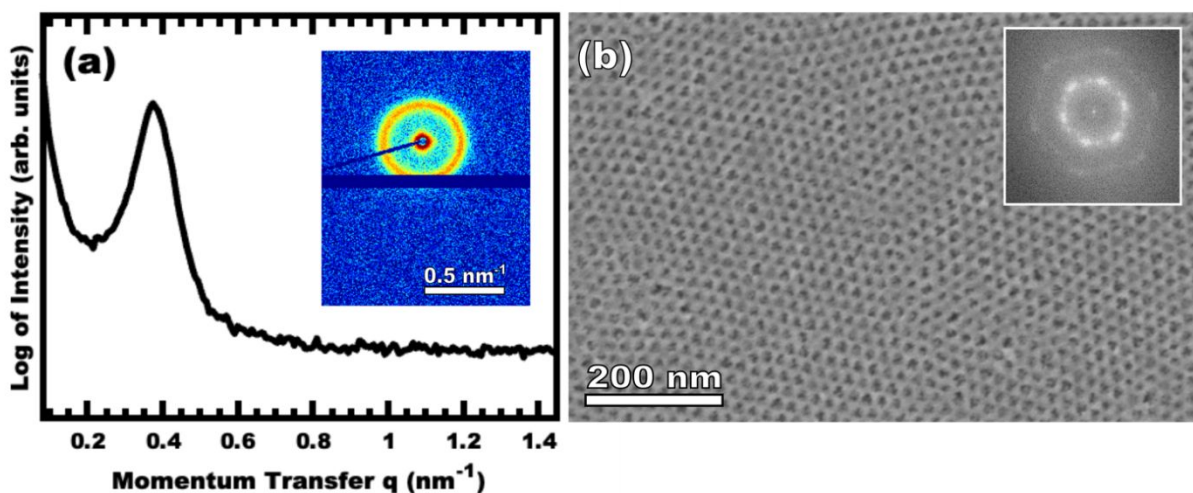 (a)
Log of Intensity (arb. units)
0.5 nm⁻¹
0.2 0.4 0.6 0.8 1 1.2 1.4
Momentum Transfer q (nm⁻¹)
(b)
200 nm